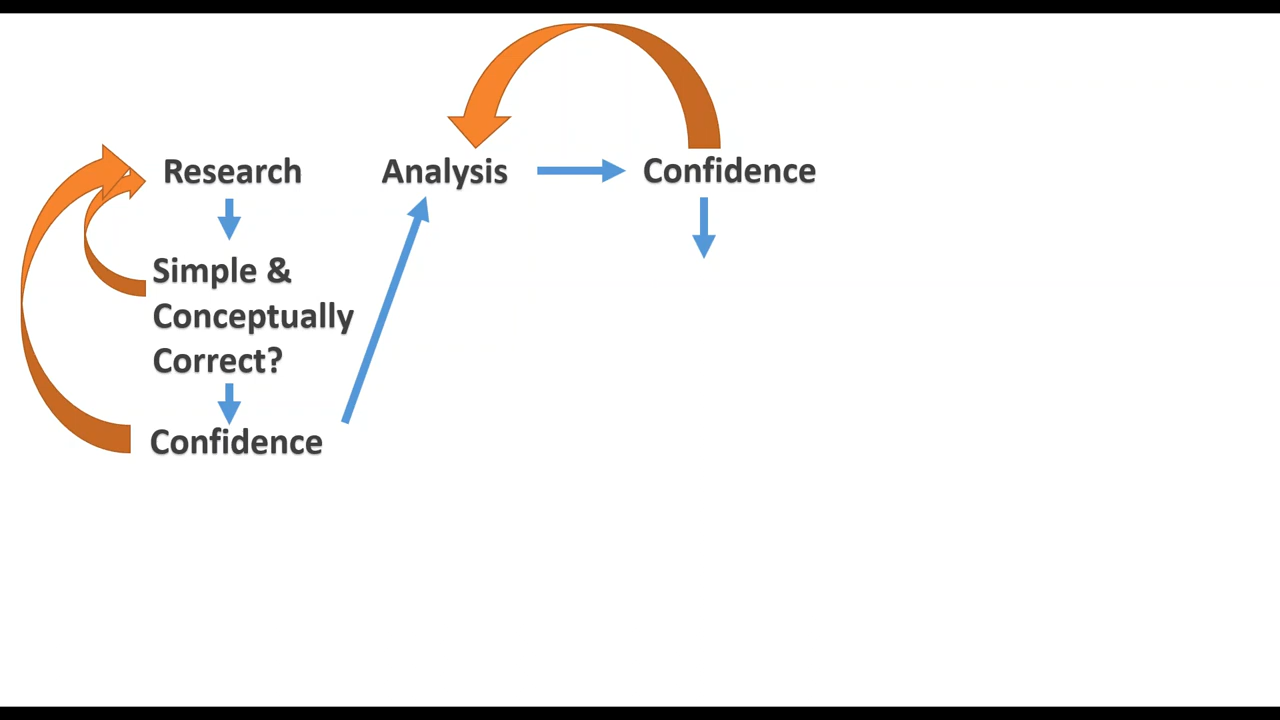 Research
Simple &
Conceptually
Correct?
Confidence
Analysis
Confidence